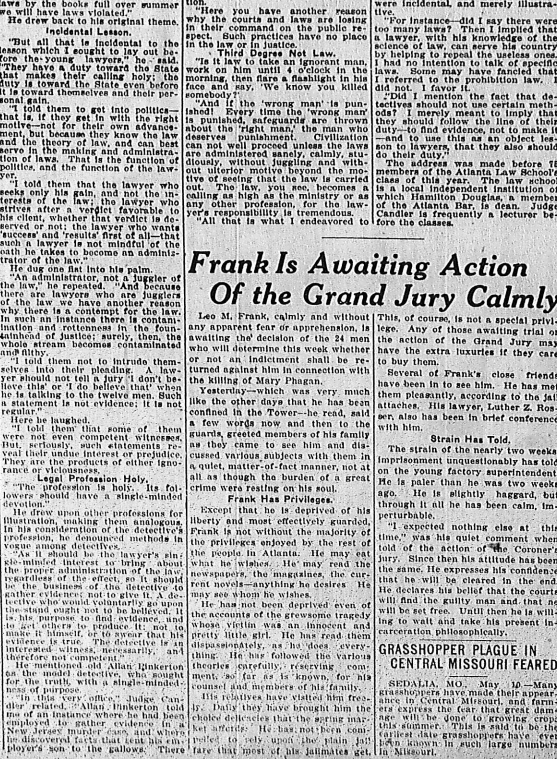 laws by the books full over summer
we will have laws violated."
He drew back to his original theme.
Incidental Lesson.
"But all that is incidental to the
lesson which I sought to lay out be-
fore the young lawyers," he said.
"They have a duty toward the State
that makes their calling holy; the
duty is toward the State even before
it is toward themselves and their per-
sonal gain.
"I told them to get into politics—
that is, if they get in with the right
motive—not for their own advance-
ment, but because they know the law
and the theory of law, and can best
serve in the making and administra-
tion of laws. That is the function of
politics, and the function of the law-
yer.
"I told them that the lawyer who
seeks only his gain, and not the in-
terests of the law; the lawyer who
strives after a verdict favorable to
his client, whether that verdict is de-
served or not; the lawyer who wants
'success' and 'results' first of all—that
such a lawyer is not mindful of the
oath he takes to become an adminis-
trator of the law."
He dug one fist into his palm.
"An administrator, not a juggler of
the law," he repeated. "And because
there are lawyers who are jugglers
of the law we have another reason
why there is a contempt for the law.
In such an instance there is contam-
ination and rottenness in the foun-
tainhead of justice; surely, then, the
whole stream becomes contaminated
and filthy.
"I told them not to intrude them-
selves into their pleading. A law-
yer should not tell a jury 'I don't be-
lieve this' or 'I do believe that' when
he is talking to the twelve men. Such
a statement is not evidence; it is not
regular."
Here he laughed.
"I told them that some of them
were not even competent witnesses.
But, seriously, such statements re-
veal their undue interest or prejudice.
They are the products of either igno-
rance or viciousness.
Legal Profession Holy.
"The profession is holy. Its fol-
lowers should have a single-minded
devotion."
He drew upon other professions for
illustration, making them analogous.
In his consideration of the detective's
profession, he denounced methods in
vogue among detectives.
"As it should be the lawyer's sin-
gle-minded interest to bring about
the proper administration of the law,
regardless of the effect, so it should
be the business of the detective to
gather evidence; not to give it. A de-
tective who would voluntarily go upon
the stand ought not to be believed. It
is his purpose to find evidence, and
to get others to produce it; not to
make it himself, or to swear that his
evidence is true. The detective is an
interested witness, necessarily, and
therefore not competent."
He mentioned old Allan Pinkerton
as the model detective, who sought
for the truth, with a single-minded-
ness of purpose.
"In this very office," Judge Can-
dler related, "Allan Pinkerton told
me of an instance where he had been
employed to gather evidence in a
New Jersey murder case, and where
he discovered facts that sent his em-
ployer's son to the gallows. There
tion.
"Here you have another reason
why the courts and laws are losing
in their command on the public re-
spect. Such practices have no place
in the law or in justice.
Third Degree Not Law.
"Is it law to take an ignorant man,
work on him until 4 o'clock in the
morning, then flare a flashlight in his
face and say, 'We know you killed
somebody?'
"And if the 'wrong man' is pun-
ished! Every time the 'wrong man'
is punished, safeguards are thrown
about the 'right man,' the man who
deserves punishment. Civilization
can not proceed unless the laws
are administered sanely, calmly, stu-
diously, without juggling and with-
out ulterior motive beyond the mo-
tive of seeing that the law is carried
out. The law, you see, becomes a
calling as high as the ministry or as
any other profession, for the law-
yer's responsibility is tremendous.
"All that is what I endeavored to
were incidental, and merely illustra-
tive.
"For instance—did I say there were
too many laws? Then I implied that
a lawyer, with his knowledge of the
science of law, can serve his country
by helping to repeal the useless ones.
I had no intention to talk of specific
laws. Some may have fancied that
I referred to the prohibition law. I
did not. I favor it.
"Did I mention the fact that de-
tectives should not use certain meth-
ods? I merely meant to imply that
they should follow the line of their
duty—to find evidence, not to make it
—and to use this as an object les-
son to lawyers, that they also should
do their duty."
The address was made before 75
members of the Atlanta Law School's
class of this year. The law school
is a local independent institution of
which Hamilton Douglas, a member
of the Atlanta Bar, is dean. Judge
Candler is frequently a lecturer be-
fore the classes.
Frank Is Awaiting Action
Of the Grand Jury Calmly
Leo M. Frank, calmly and without
any apparent fear or apprehension, is
awaiting the decision of the 24 men
who will determine this week whether
or not an indictment shall be re-
turned against him in connection with
the killing of Mary Phagan.
Yesterday—which was very much
like the other days that he has been
confined in the Tower—he read, said
a few words now and then to the
guards, greeted members of his family
as they came to see him and dis-
cussed various subjects with them in
a quiet, matter-of-fact manner, not at
all as though the burden of a great
crime were resting on his soul.
Frank Has Privileges.
Except that he is deprived of his
liberty and most effectively guarded,
Frank is not without the majority of
the privileges enjoyed by the rest of
the people in Atlanta. He may eat
what he wishes. He may read the
newspapers, the magazines, the cur-
rent novels—anything he desires. He
may see whom he wishes.
He has not been deprived even of
the accounts of the gruesome tragedy
whose victim was an innocent and
pretty little girl. He has read them
dispassionately, as he does every-
thing. He has followed the various
theories carefully, reserving com-
ment, so far as is known, for his
counsel and members of his family.
His relatives have visited him free-
ly. Daily they have brought him the
choice delicacies that the spring mar-
ket affords. He has not been com-
pelled to rely upon the plain jail
fare that most of his jailmates get.
This, of course, is not a special privi-
lege. Any of those awaiting trial or
the action of the Grand Jury may
have the extra luxuries if they care
to buy them.
Several of Frank's close friends
have been in to see him. He has met
them pleasantly, according to the jail
attaches. His lawyer, Luther Z. Ros-
ser, also has been in brief conference
with him.
Strain Has Told.
The strain of the nearly two weeks'
imprisonment unquestionably has told
on the young factory superintendent.
He is paler than he was two weeks
ago. He is slightly haggard, but
through it all he has been calm, im-
perturbable.
"I expected nothing else at this
time," was his quiet comment when
told of the action of the Coroner's
jury. Since then his attitude has been
the same. He expresses his confidence
that he will be cleared in the end.
He declares his belief that the courts
will find the guilty man and that he
will be set free. Until then he is will-
ing to wait and take his present in-
carceration philosophically.
GRASSHOPPER PLAGUE IN
CENTRAL MISSOURI FEARED
SEDALIA, MO., May 10.—Many
grasshoppers have made their appear-
ance in Central Missouri, and farm-
ers express the fear that great dam-
age will be done to growing crops
this summer. This is said to be the
earliest date grasshoppers have ever
been known in such large numbers
in Missouri.